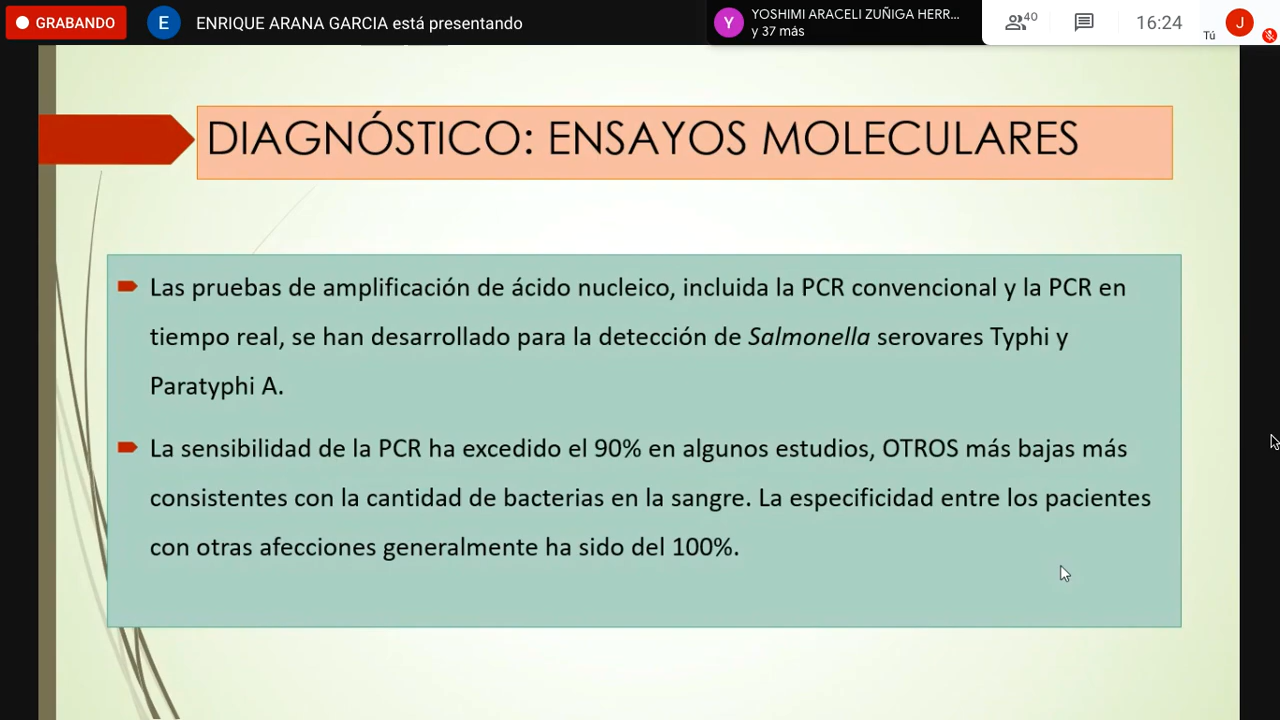 GRABANDO
E
ENRIQUE ARANA GARCIA está presentando
Y
YOSHIMI ARACELI ZUÑIGA HERR...
y 37 más
40
16:24
Tú
J
DIAGNÓSTICO: ENSAYOS MOLECULARES
Las pruebas de amplificación de ácido nucleico, incluida la PCR convencional y la PCR en
tiempo real, se han desarrollado para la detección de Salmonella serovares Typhi y
Paratyphi A.
La sensibilidad de la PCR ha excedido el 90% en algunos estudios, OTROS más bajas más
consistentes con la cantidad de bacterias en la sangre. La especificidad entre los pacientes
con otras afecciones generalmente ha sido del 100%.